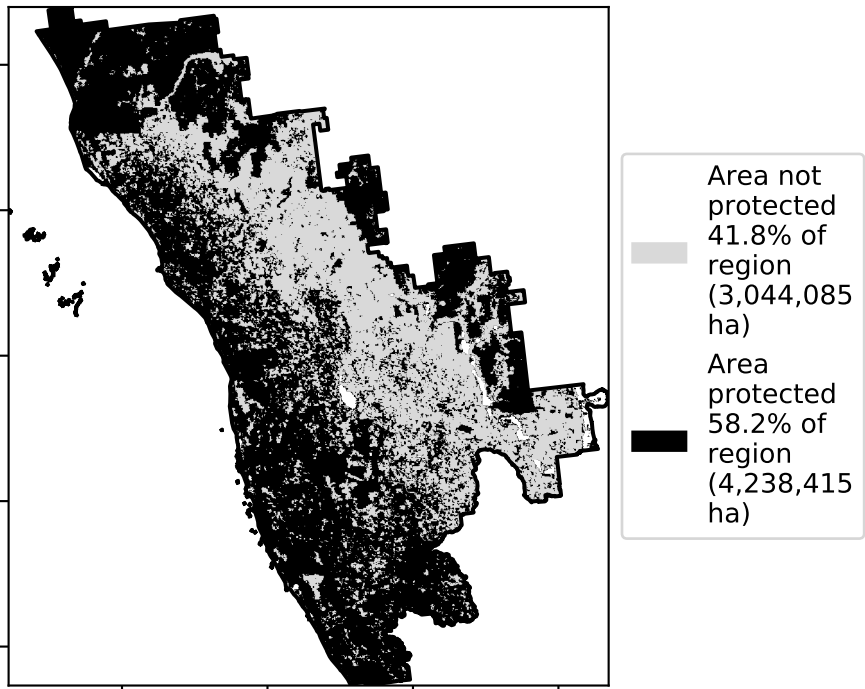 Area not
protected
41.8% of
region
(3,044,085
ha)
Area
protected
58.2% of
region
(4,238,415
ha)